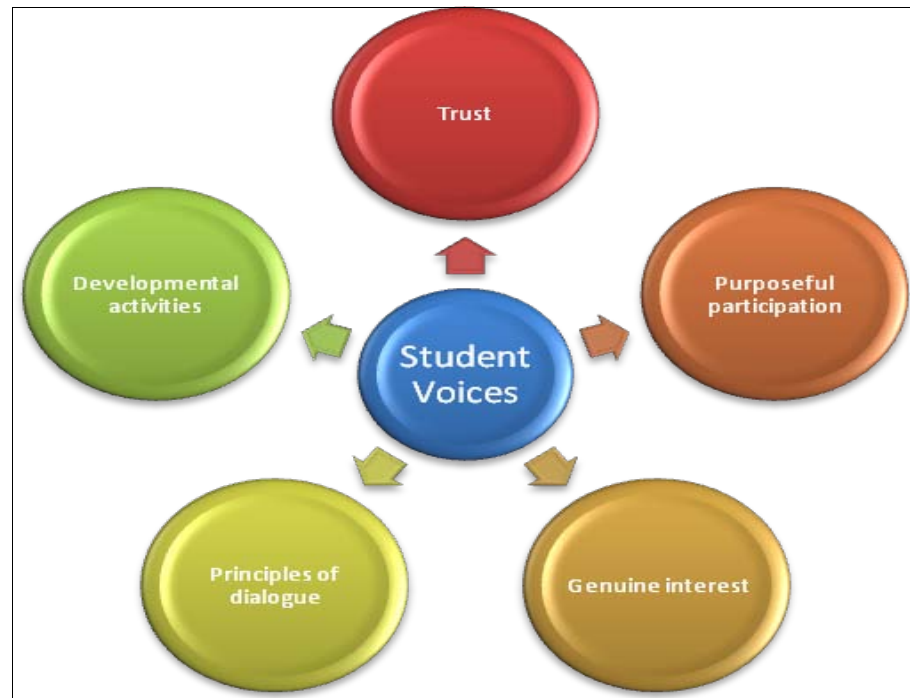 Trust
Developmental
activities
Purposeful
participation
Student
Voices
Principles of
dialogue
Genuine interest